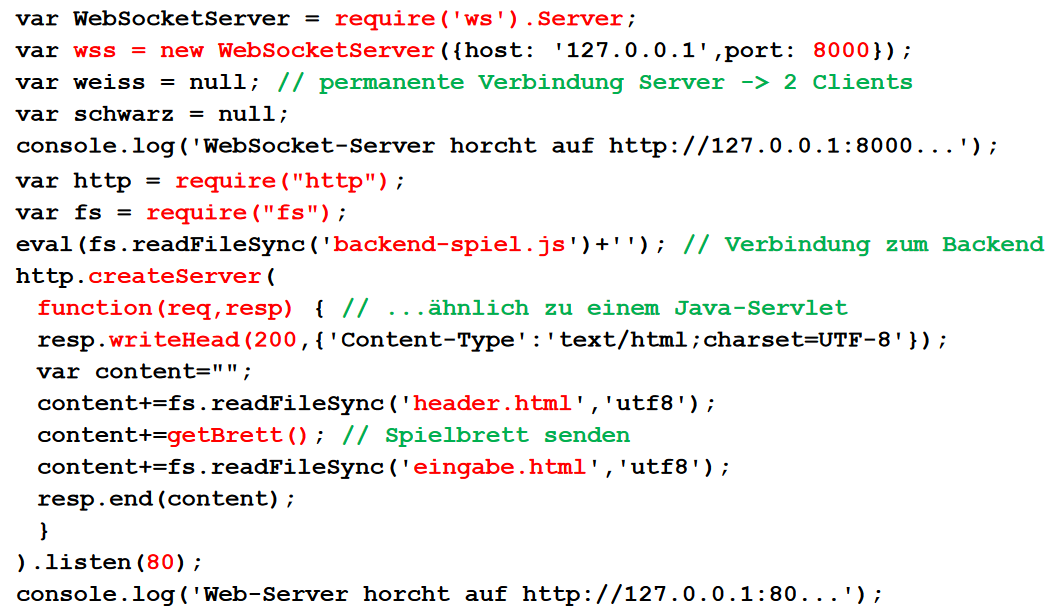 var WebSocketServer = require('ws').Server;
var wss = new WebSocketServer({host: '127.0.0.1',port: 8000});
var weiss = null; // permanente Verbindung Server -> 2 Clients
var schwarz = null;
console.log('WebSocket-Server horcht auf http://127.0.0.1:8000...');
var http = require("http");
var fs = require("fs");
eval(fs.readFileSync('backend-spiel.js')+''); // Verbindung zum Backend
http.createServer(
function(req,resp) { // ...ähnlich zu einem Java-Servlet
resp.writeHead(200,{'Content-Type':'text/html;charset=UTF-8'});
var content="";
content+=fs.readFileSync('header.html','utf8');
content+=getBrett(); // Spielbrett senden
content+=fs.readFileSync('eingabe.html','utf8');
resp.end(content);
}
).listen(80);
console.log('Web-Server horcht auf http://127.0.0.1:80...');